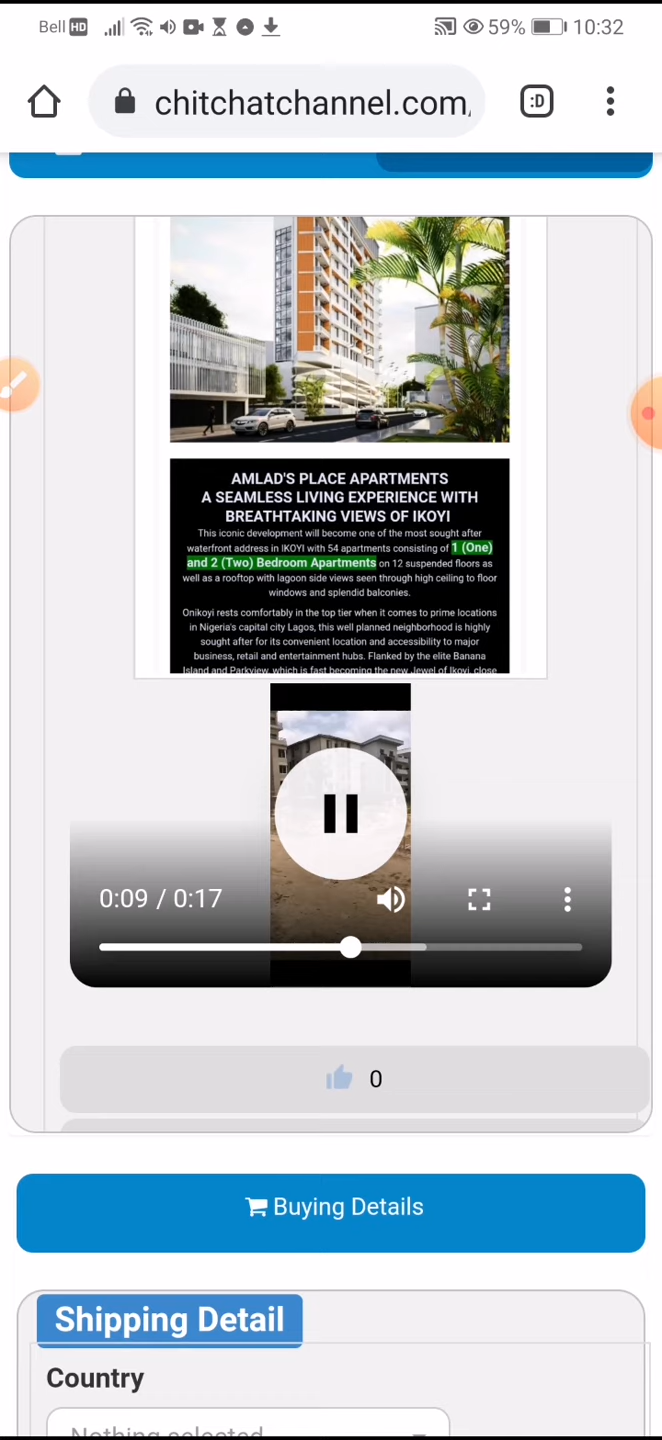 Bell HD 59% 10:32
chitchatchannel.com, :D
AMLAD'S PLACE APARTMENTS
A SEAMLESS LIVING EXPERIENCE WITH
BREATHTAKING VIEWS OF IKOYI
This iconic development will become one of the most sought after
waterfront address in IKOYI with 54 apartments consisting of 1 (One)
and 2 (Two) Bedroom Apartments on 12 suspended floors as
well as a rooftop with lagoon side views seen through high ceiling to floor
windows and splendid balconies.
Onikoyi rests comfortably in the top tier when it comes to prime locations
in Nigeria's capital city Lagos, this well planned neighborhood is highly
sought after for its convenient location and accessibility to major
business, retail and entertainment hubs. Flanked by the elite Banana
Island and Parkview, which is fast becoming the new Jewel of Ikoyi, close
0:09 / 0:17
0
Buying Details
Shipping Detail
Country
Nothing selected